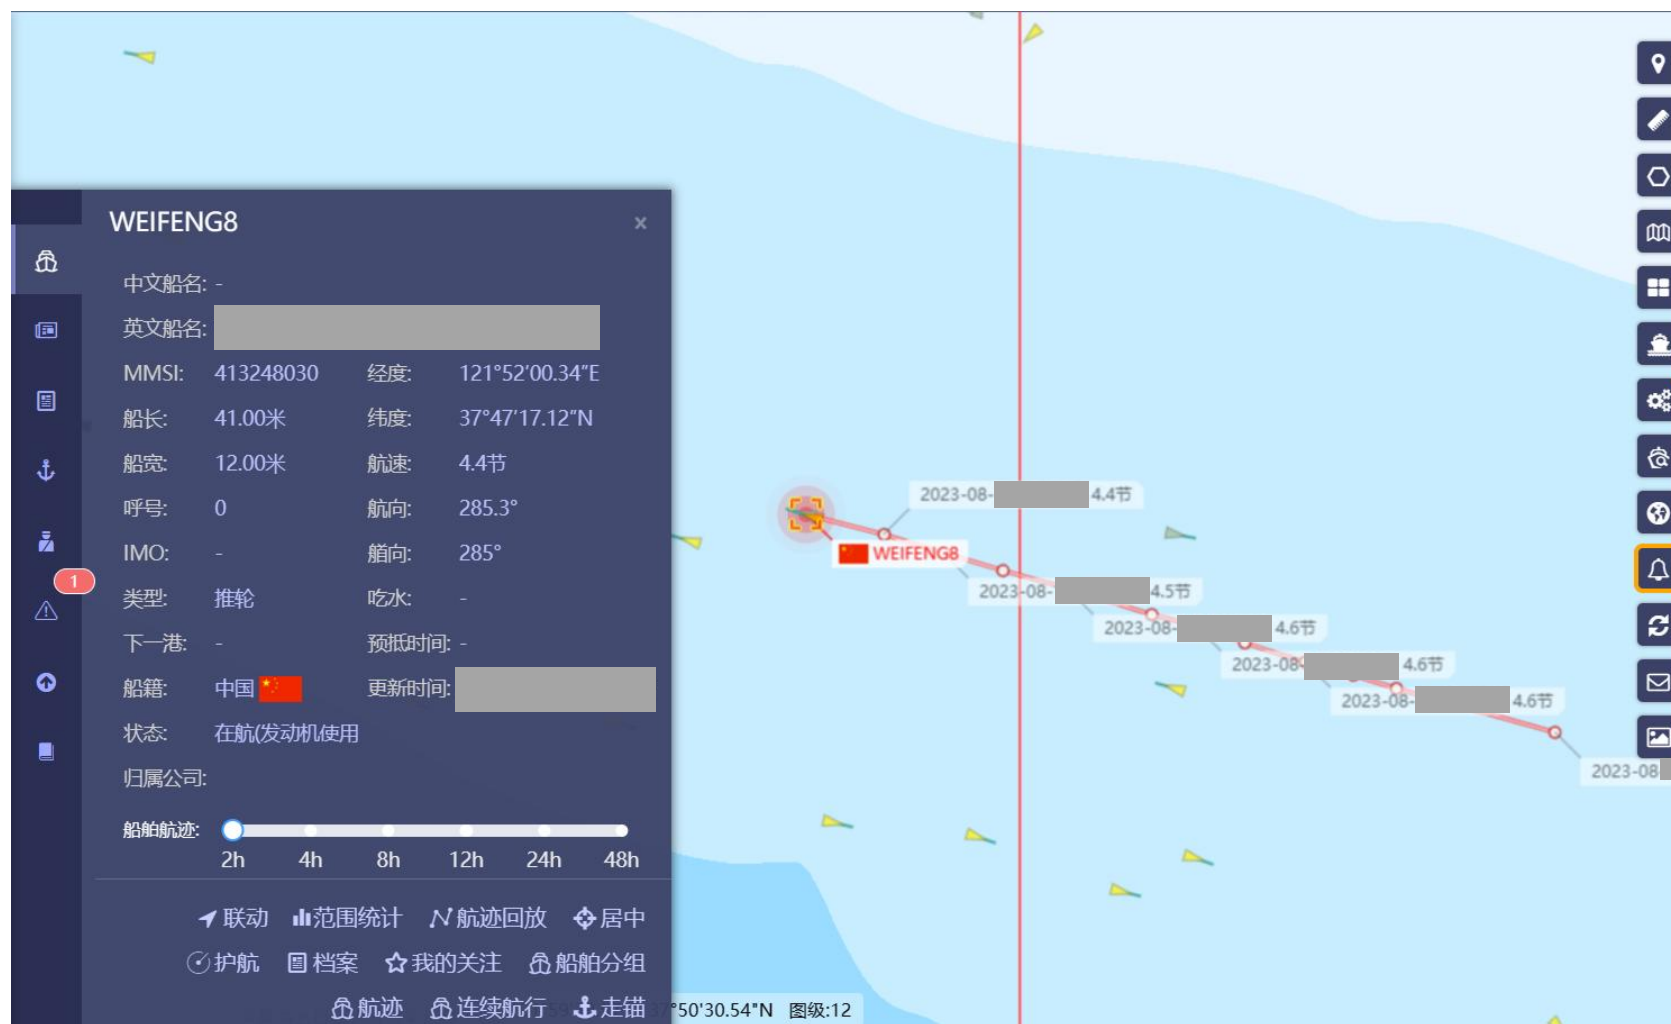 WEIFENG8
×
中文船名: -
英文船名:
MMSI: 413248030 经度: 121°52'00.34"E
船长: 41.00米 纬度: 37°47'17.12"N
船宽: 12.00米 航速: 4.4节
呼号: 0 航向: 285.3°
IMO: - 艏向: 285°
类型: 推轮 吃水: -
下一港: - 预抵时间: -
船籍: 中国 更新时间:
状态: 在航(发动机使用
归属公司:
船舶航迹:
2h 4h 8h 12h 24h 48h
联动 范围统计 航迹回放 居中
护航 档案 我的关注 船舶分组
航迹 连续航行 走锚
1
2023-08- 4.4节
WEIFENG8
2023-08- 4.5节
2023-08- 4.6节
2023-08- 4.6节
2023-08- 4.6节
2023-08
°50'30.54"N 图级:12